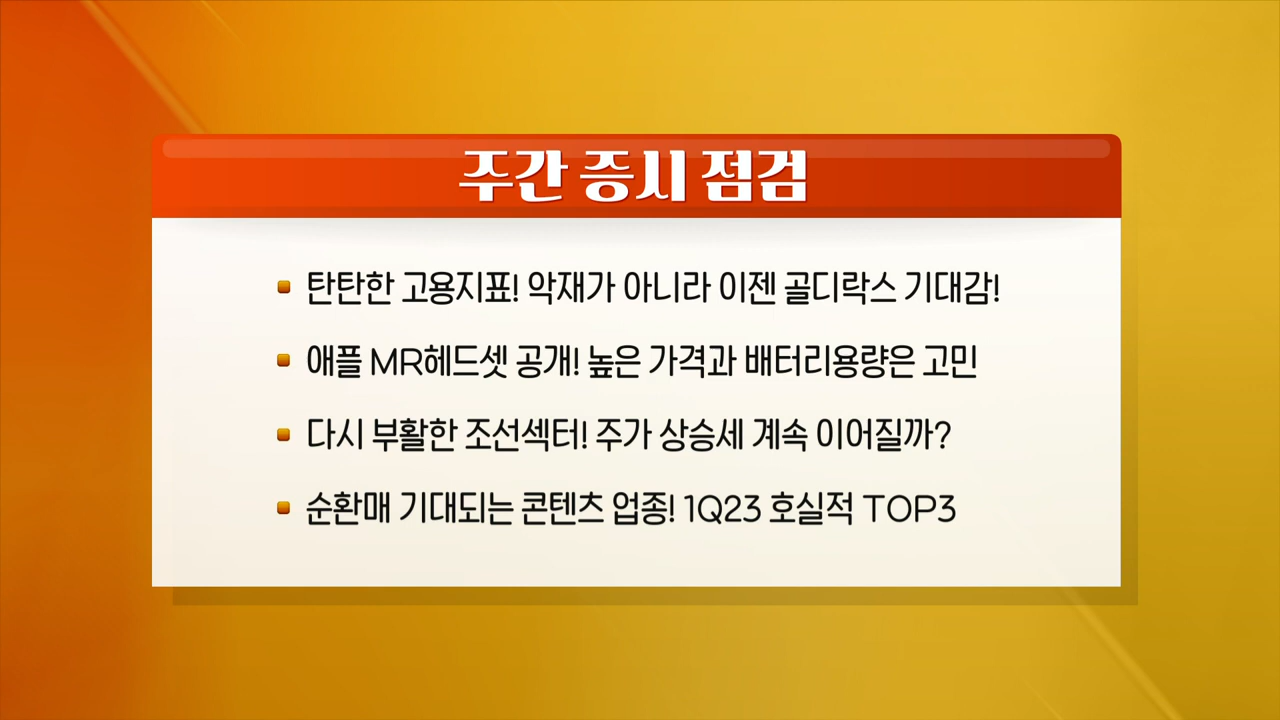 주간 증시 점검
탄탄한 고용지표! 악재가 아니라 이젠 골디락스 기대감!
애플 MR헤드셋 공개! 높은 가격과 배터리용량은 고민
다시 부활한 조선섹터! 주가 상승세 계속 이어질까?
순환매 기대되는 콘텐츠 업종! 1Q23 호실적 TOP3